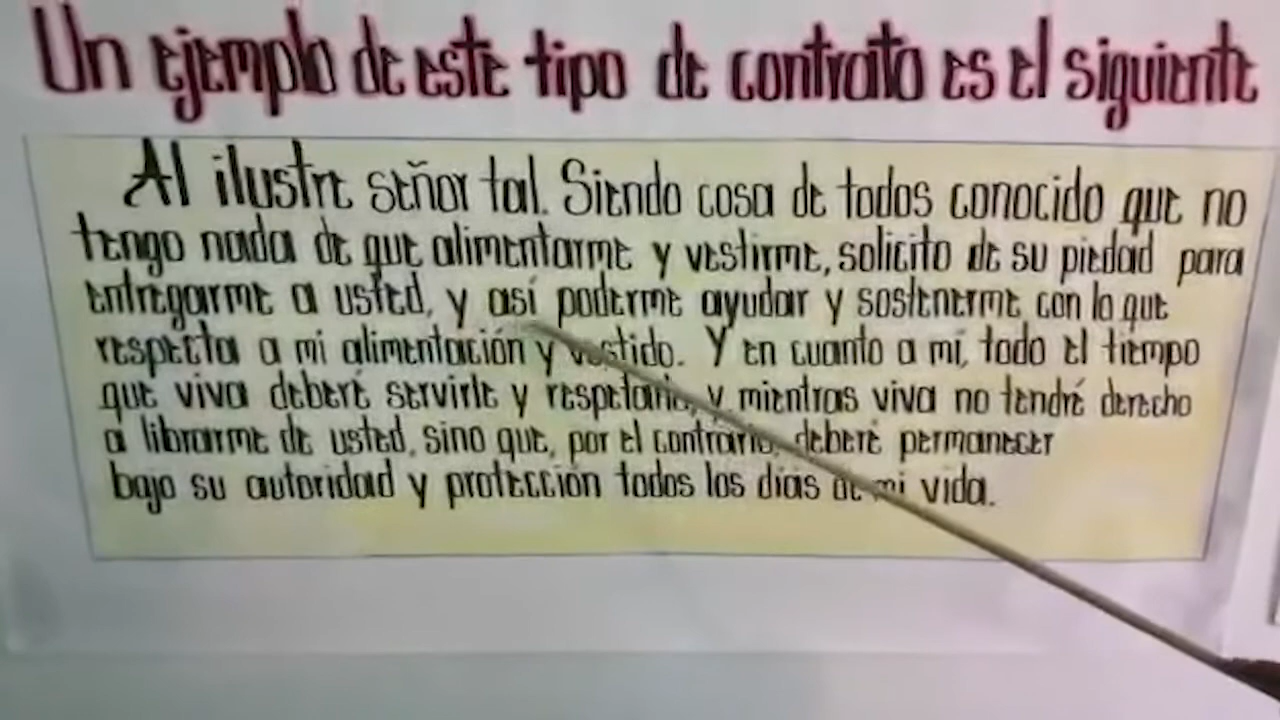 Un ejemplo de este tipo de contrato es el siguiente
Al ilustre señor tal. Siendo cosa de todos conocido que no
tengo nada de que alimentarme y vestirme, solicito de su piedad para
entregarme a usted, y así poderme ayudar y sostenerme con lo que
respecta a mi alimentación y vestido. Y en cuanto a mí, todo el tiempo
que viva deberé servirle y respetarle, y mientras viva no tendré derecho
a librarme de usted, sino que, por el contrario, deberé permanecer
bajo su autoridad y protección todos los días de mi vida.